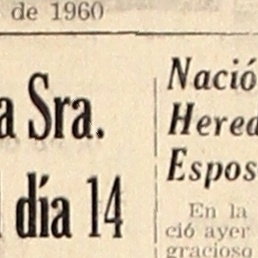 de 1960
a Sra.
día 14
Nació
Hered
Espos
En la
ció ayer
gracioso